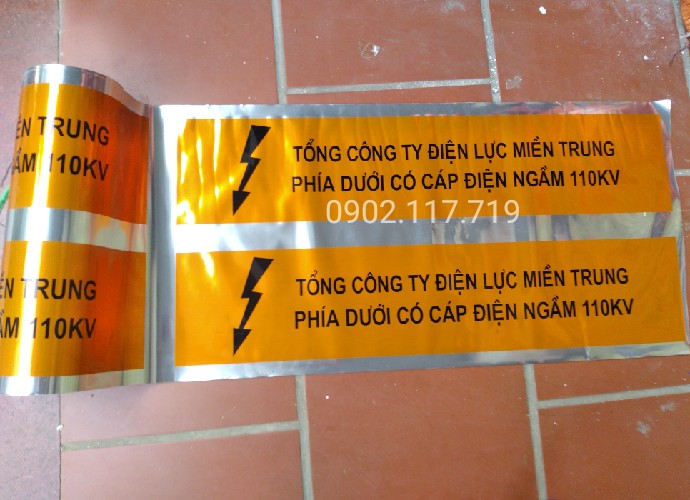 ỀN TRUNG
ẦM 110KV
TỔNG CÔNG TY ĐIỆN LỰC MIỀN TRUNG
PHÍA DƯỚI CÓ CÁP ĐIỆN NGẦM 110KV
0902.117.719
ỀN TRUNG
ẦM 110KV
TỔNG CÔNG TY ĐIỆN LỰC MIỀN TRUNG
PHÍA DƯỚI CÓ CÁP ĐIỆN NGẦM 110KV